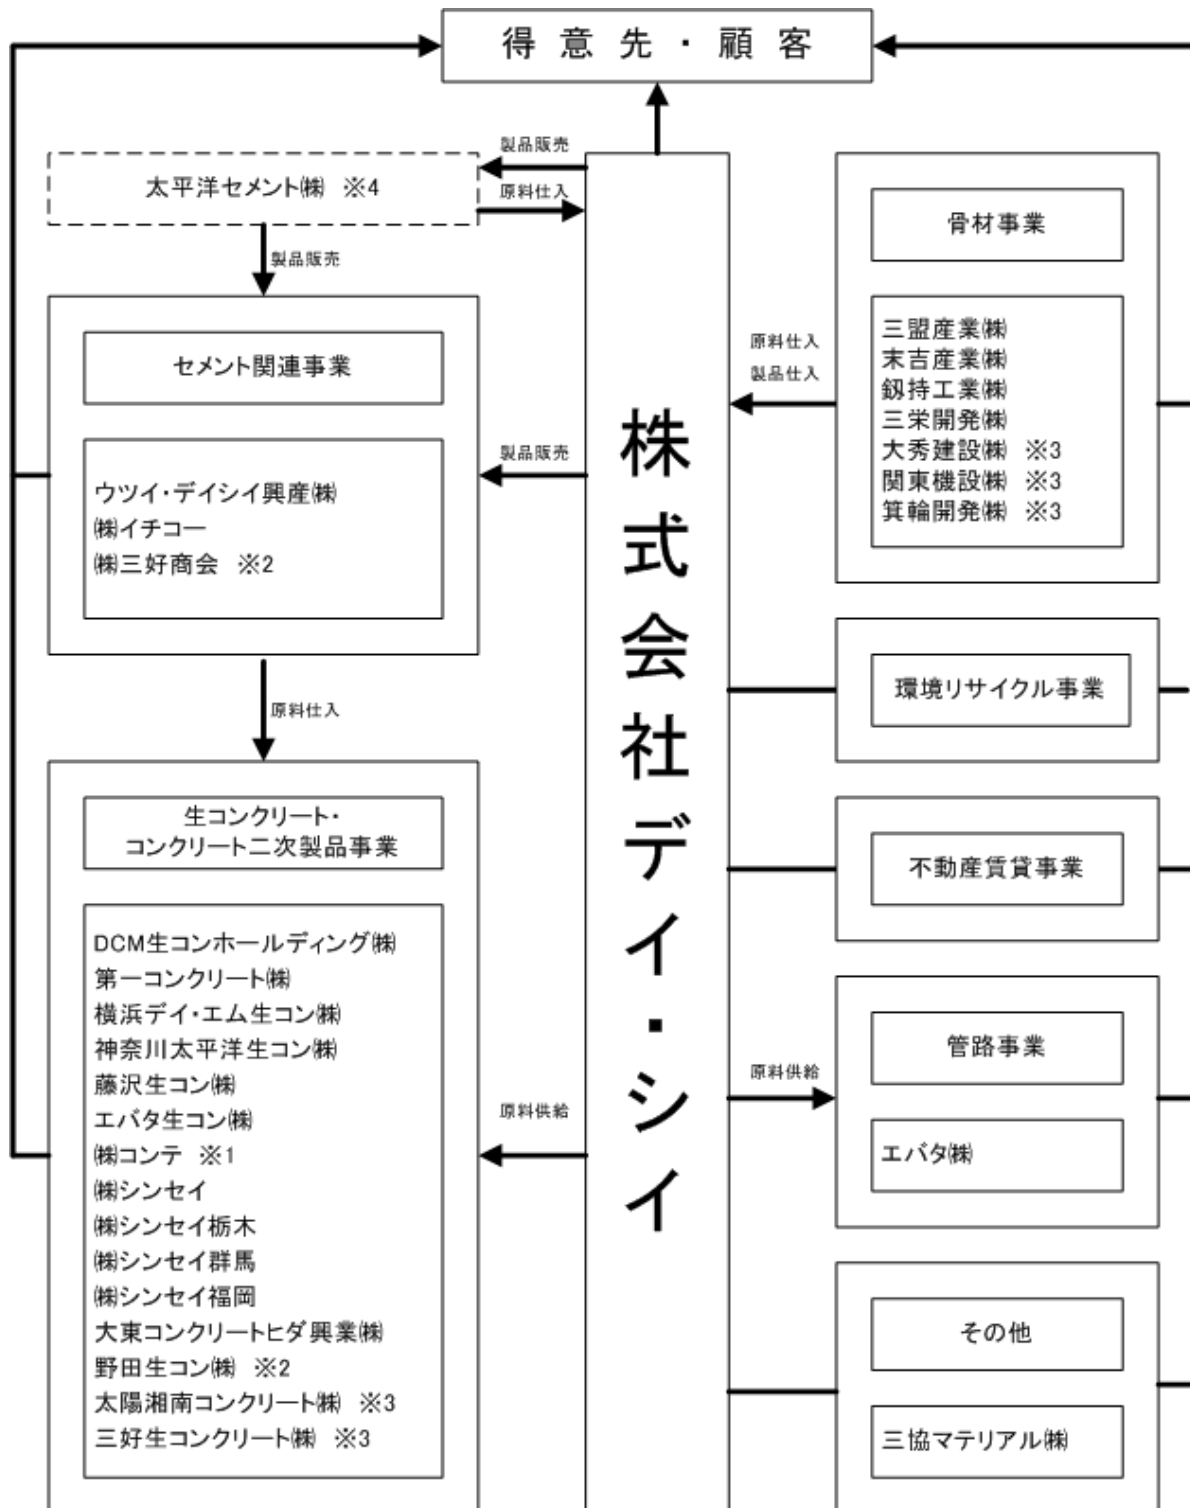 得意先・顧客
製品販売
太平洋セメント㈱ ※4
原料仕入
製品販売
セメント関連事業
製品販売
ウツイ・デイシイ興産㈱
㈱イチコー
㈱三好商会 ※2
原料仕入
生コンクリート・
コンクリート二次製品事業
DCM生コンホールディング㈱
第一コンクリート㈱
横浜デイ・エム生コン㈱
神奈川太平洋生コン㈱
藤沢生コン㈱
エバタ生コン㈱
㈱コンテ ※1
㈱シンセイ
㈱シンセイ栃木
㈱シンセイ群馬
㈱シンセイ福岡
大東コンクリートヒダ興業㈱
野田生コン㈱ ※2
太陽湘南コンクリート㈱ ※3
三好生コンクリート㈱ ※3
原料供給
株式会社デイ・シイ
骨材事業
原料仕入
製品仕入
三盟産業㈱
末吉産業㈱
釼持工業㈱
三栄開発㈱
大秀建設㈱ ※3
関東機設㈱ ※3
箕輪開発㈱ ※3
環境リサイクル事業
不動産賃貸事業
管路事業
原料供給
エバタ㈱
その他
三協マテリアル㈱